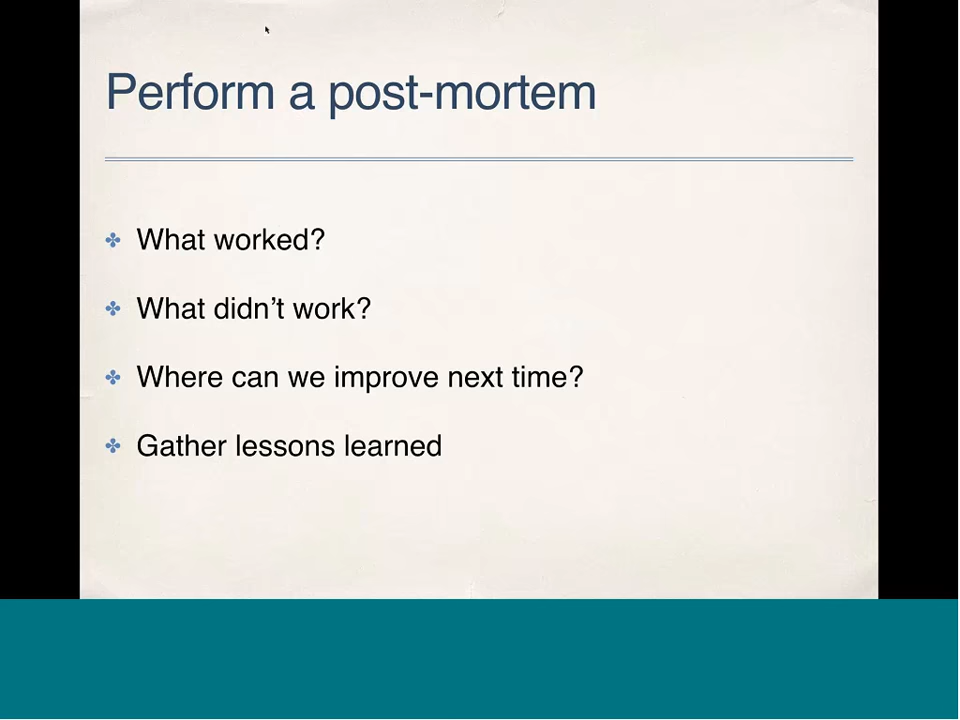 Perform a post-mortem
What worked?
What didn’t work?
Where can we improve next time?
Gather lessons learned